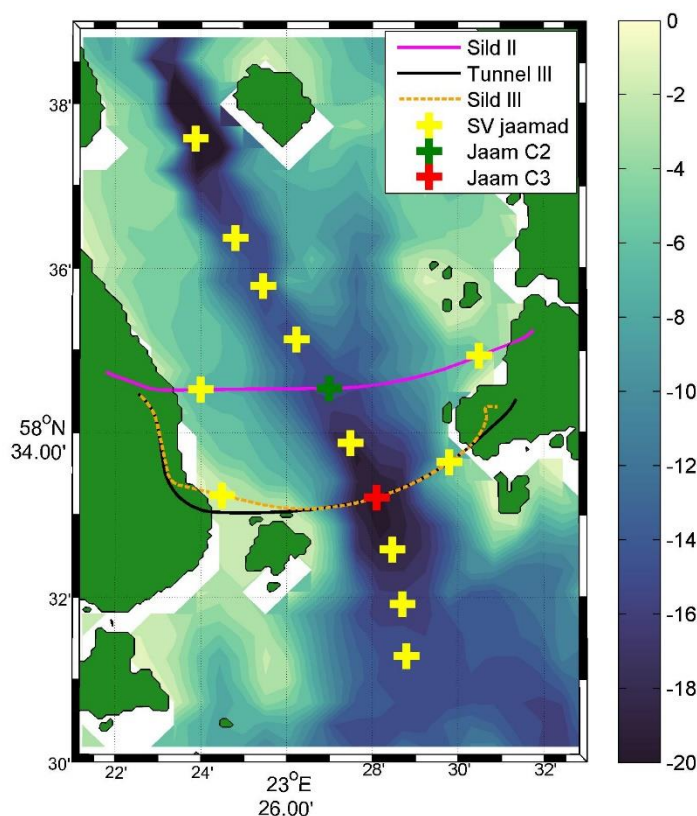 Sild II
Tunnel III
Sild III
SV jaamad
Jaam C2
Jaam C3
38'
36'
58°N
34.00'
32'
30'
22'
24'
23°E
26.00'
28'
30'
32'
0
-2
-4
-6
-8
-10
-12
-14
-16
-18
-20